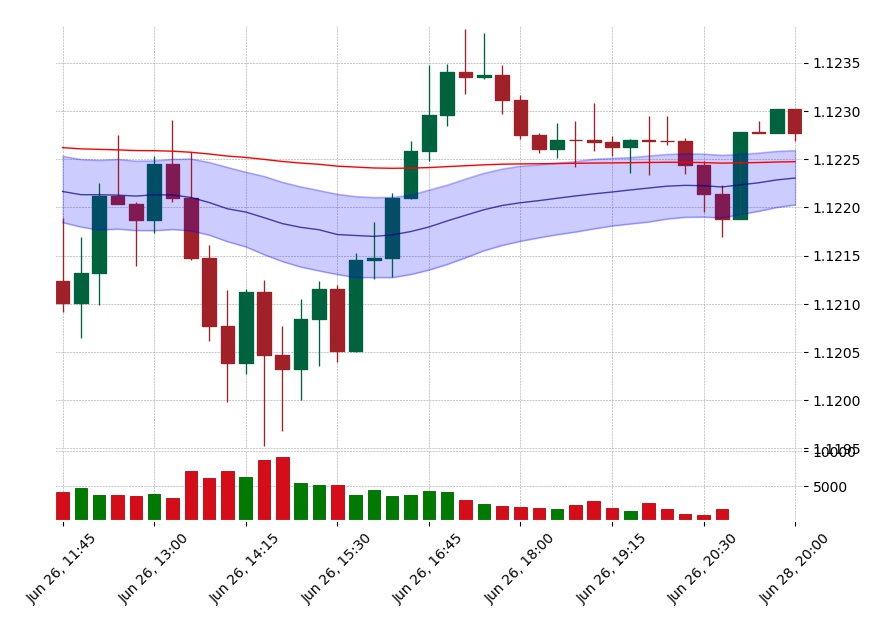 1.1235
1.1230
1.1225
1.1220
1.1215
1.1210
1.1205
1.1200
1.1195
10000
5000
Jun 26, 11:45
Jun 26, 13:00
Jun 26, 14:15
Jun 26, 15:30
Jun 26, 16:45
Jun 26, 18:00
Jun 26, 19:15
Jun 26, 20:30
Jun 28, 20:00